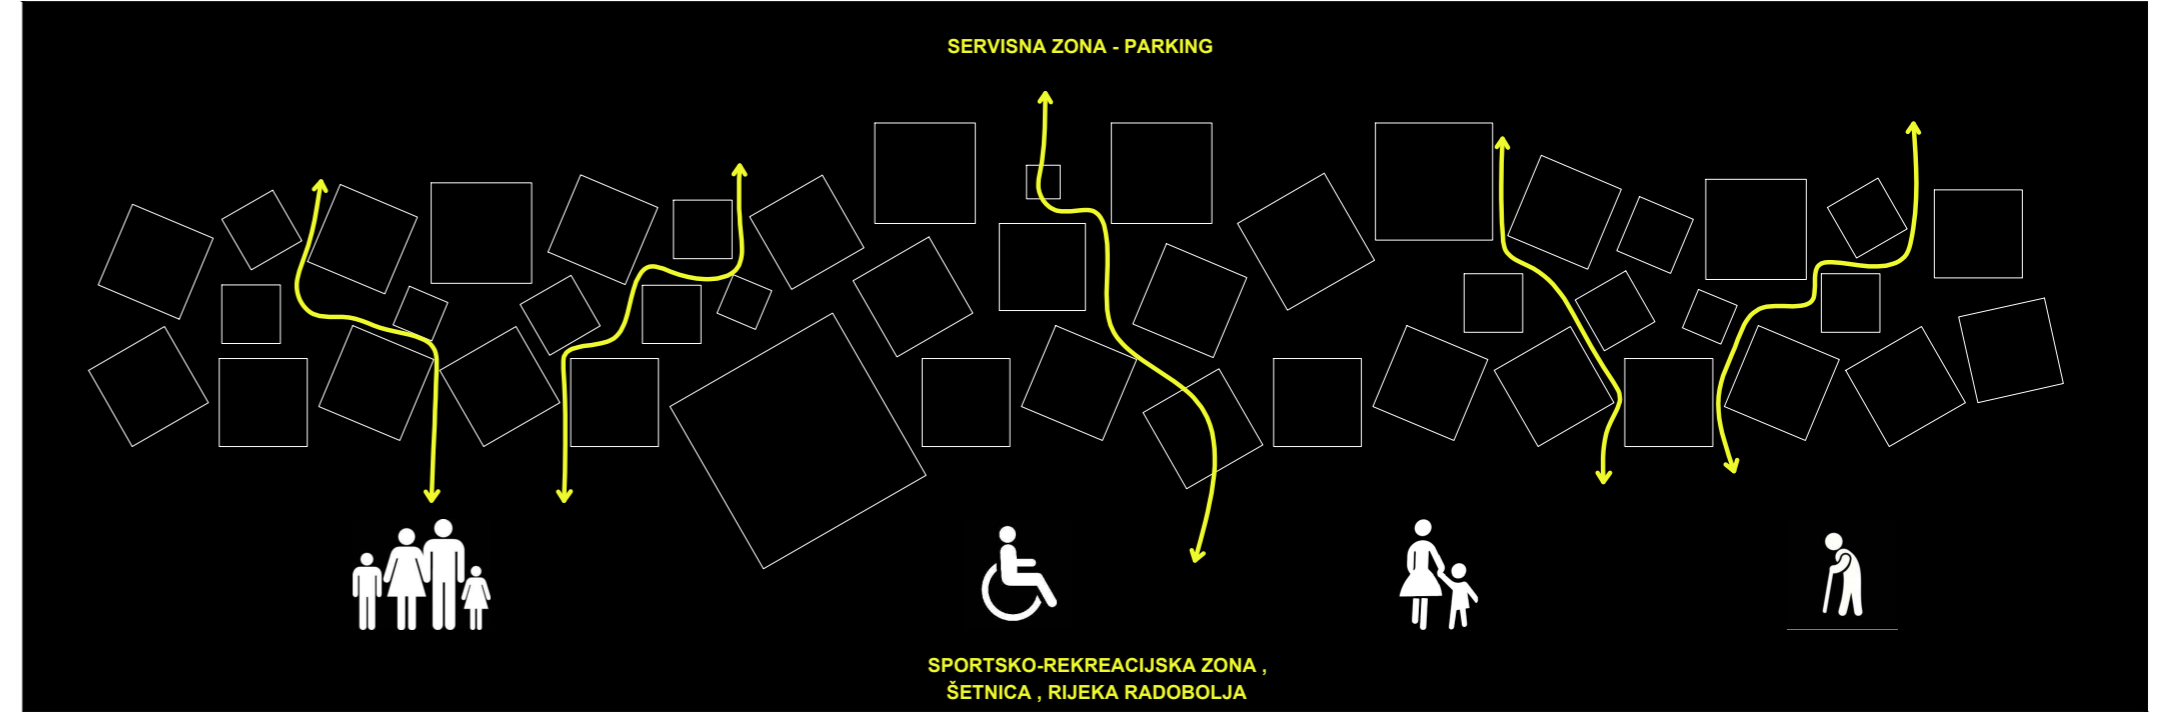 SERVISNA ZONA - PARKING
SPORTSKO-REKREACIJSKA ZONA ,
ŠETNICA , RIJEKA RADOBOLJA